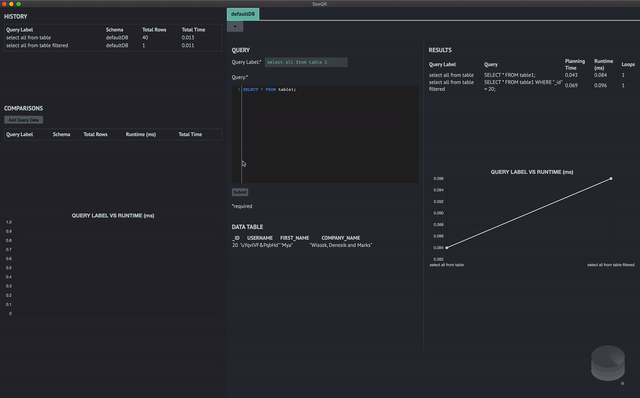 SeeQR
HISTORY
Query Label Schema Total Rows Total Time
select all from table defaultDB 40 0.013
select all from table filtered defaultDB 1 0.011
COMPARISONS
Add Query Data
Query Label Schema Total Rows Runtime (ms) Total Time
QUERY LABEL VS RUNTIME (ms)
1.0
0.9
0.8
0.7
0.6
0.5
0.4
0.3
0.2
0.1
0
defaultDB
+
QUERY
Query Label:* select all from table 1
Query:*
1 SELECT * FROM table1;
Submit
*required
DATA TABLE
_ID USERNAME FIRST_NAME COMPANY_NAME
20 "Mya" "Wisozk, Denesik and Marks"
RESULTS
Query Label Query Planning Time Runtime (ms) Loops
select all from table SELECT * FROM table1; 0.043 0.084 1
select all from table filtered SELECT * FROM table1 WHERE "_id" = 20; 0.069 0.096 1
QUERY LABEL VS RUNTIME (ms)
0.098
0.096
0.094
0.092
0.090
0.088
0.086
0.084
0.082
select all from table select all from table filtered